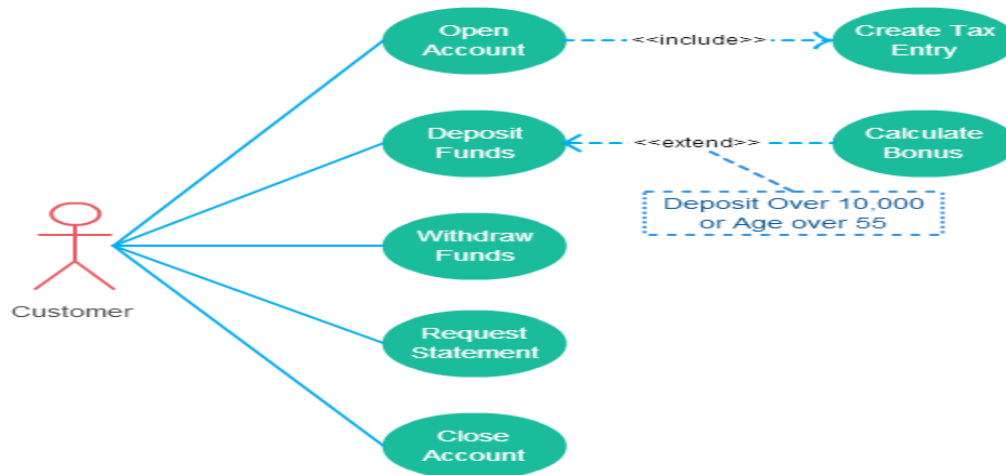 Open
Account
<<include>>
Create Tax
Entry
Deposit
Funds
<<extend>>
Calculate
Bonus
Deposit Over 10,000
or Age over 55
Withdraw
Funds
Customer
Request
Statement
Close
Account